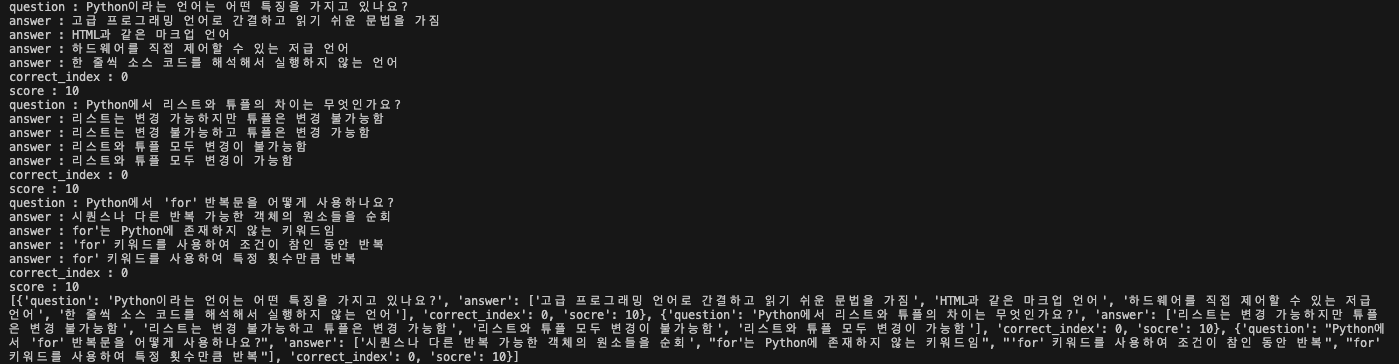 question : Python이라는 언어는 어떤 특징을 가지고 있나요?
answer : 고급 프로그래밍 언어로 간결하고 읽기 쉬운 문법을 가짐
answer : HTML과 같은 마크업 언어
answer : 하드웨어를 직접 제어할 수 있는 저급 언어
answer : 한 줄씩 소스 코드를 해석해서 실행하지 않는 언어
correct_index : 0
score : 10
question : Python에서 리스트와 튜플의 차이는 무엇인가요?
answer : 리스트는 변경 가능하지만 튜플은 변경 불가능함
answer : 리스트는 변경 불가능하고 튜플은 변경 가능함
answer : 리스트와 튜플 모두 변경이 불가능함
answer : 리스트와 튜플 모두 변경이 가능함
correct_index : 0
score : 10
question : Python에서 'for' 반복문을 어떻게 사용하나요?
answer : 시퀀스나 다른 반복 가능한 객체의 원소들을 순회
answer : for'는 Python에 존재하지 않는 키워드임
answer : 'for' 키워드를 사용하여 조건이 참인 동안 반복
answer : for' 키워드를 사용하여 특정 횟수만큼 반복
correct_index : 0
score : 10
[{'question': 'Python이라는 언어는 어떤 특징을 가지고 있나요?', 'answer': ['고급 프로그래밍 언어로 간결하고 읽기 쉬운 문법을 가짐', 'HTML과 같은 마크업 언어', '하드웨어를 직접 제어할 수 있는 저급
언어', '한 줄씩 소스 코드를 해석해서 실행하지 않는 언어'], 'correct_index': 0, 'socre': 10}, {'question': 'Python에서 리스트와 튜플의 차이는 무엇인가요?', 'answer': ['리스트는 변경 가능하지만 튜플
은 변경 불가능함', '리스트는 변경 불가능하고 튜플은 변경 가능함', '리스트와 튜플 모두 변경이 불가능함', '리스트와 튜플 모두 변경이 가능함'], 'correct_index': 0, 'socre': 10}, {'question': "Python에
서 'for' 반복문을 어떻게 사용하나요?", 'answer': ['시퀀스나 다른 반복 가능한 객체의 원소들을 순회', "for'는 Python에 존재하지 않는 키워드임", "'for' 키워드를 사용하여 조건이 참인 동안 반복", "for'
키워드를 사용하여 특정 횟수만큼 반복"], 'correct_index': 0, 'socre': 10}]